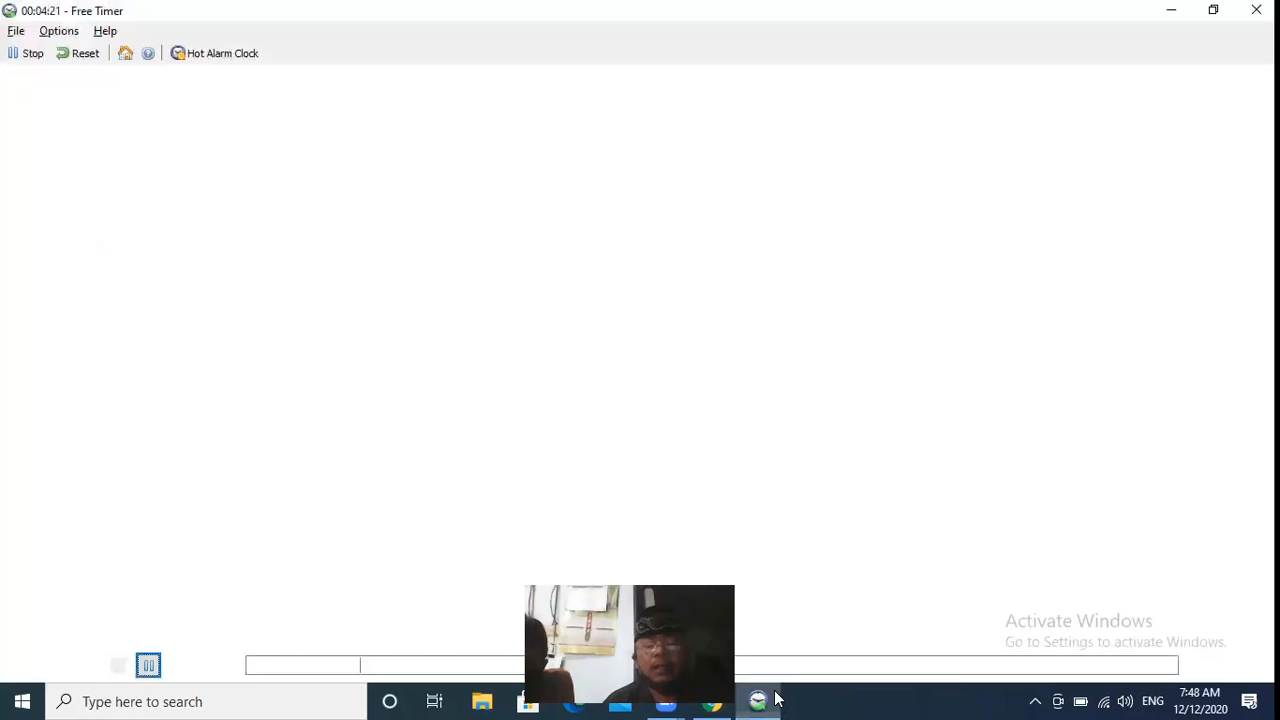 00:04:21 - Free Timer
File Options Help
Stop Reset Hot Alarm Clock
Activate Windows
Go to Settings to activate Windows.
Type here to search
ENG
7:48 AM
12/12/2020